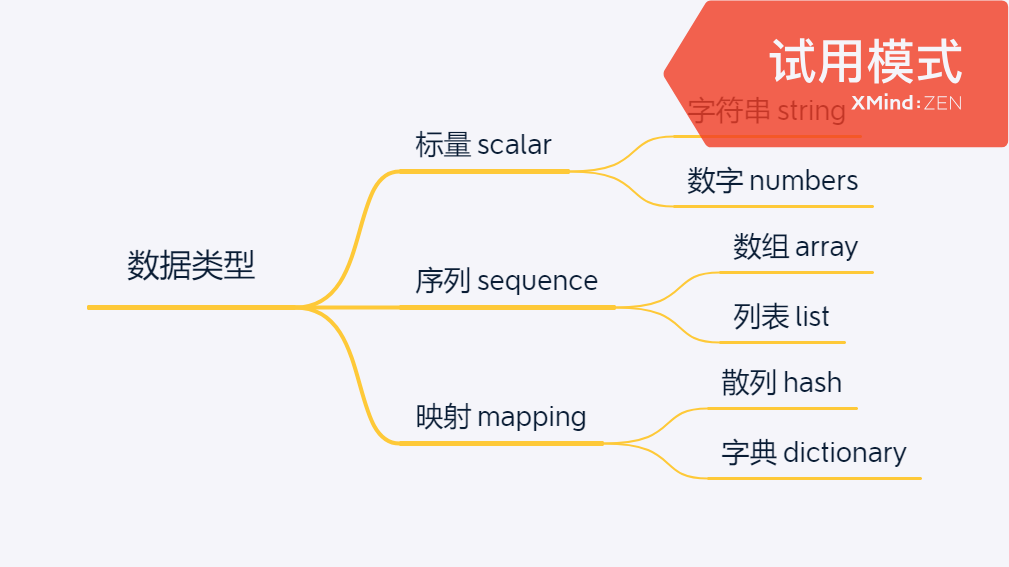 试用模式
XMind:ZEN
字符串 string
标量 scalar
数字 numbers
数组 array
数据类型
序列 sequence
列表 list
散列 hash
映射 mapping
字典 dictionary